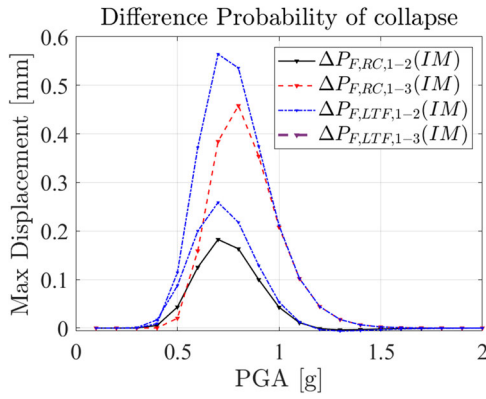 Difference Probability of collapse
Max Displacement [mm]
0.6
0.5
0.4
0.3
0.2
0.1
0
ΔP_{F,RC,1−2}(IM)
ΔP_{F,RC,1−3}(IM)
ΔP_{F,LTF,1−2}(IM)
ΔP_{F,LTF,1−3}(IM)
0 0.5 1 1.5 2
PGA [g]